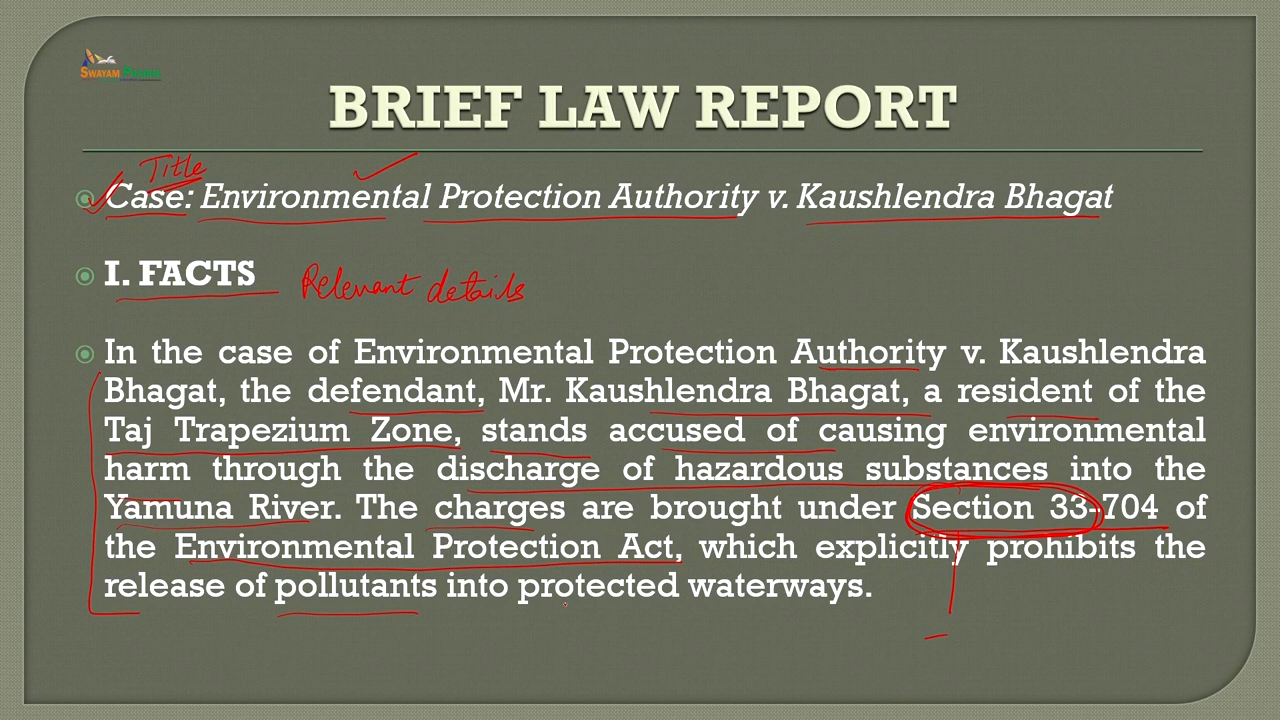 SWAYAM PRABHA
BRIEF LAW REPORT
Title
Case: Environmental Protection Authority v. Kaushlendra Bhagat
I. FACTS Relevant details
In the case of Environmental Protection Authority v. Kaushlendra
Bhagat, the defendant, Mr. Kaushlendra Bhagat, a resident of the
Taj Trapezium Zone, stands accused of causing environmental
harm through the discharge of hazardous substances into the
Yamuna River. The charges are brought under Section 33-704 of
the Environmental Protection Act, which explicitly prohibits the
release of pollutants into protected waterways.